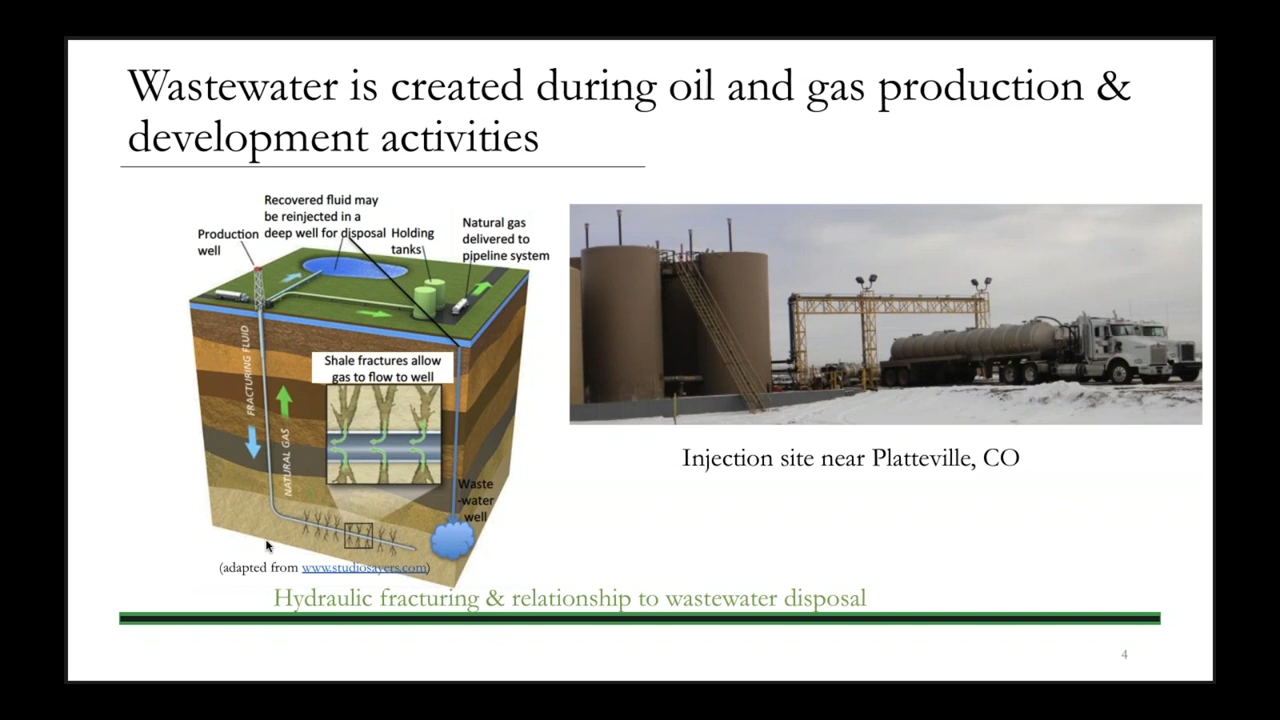 Wastewater is created during oil and gas production &
development activities
Recovered fluid may
be reinjected in a
deep well for disposal
Production
well
Holding
tanks
Natural gas
delivered to
pipeline system
Shale fractures allow
gas to flow to well
FRACTURING FLUID
NATURAL GAS
Waste
-water
well
(adapted from www.studiosayers.com)
Injection site near Platteville, CO
Hydraulic fracturing & relationship to wastewater disposal
4